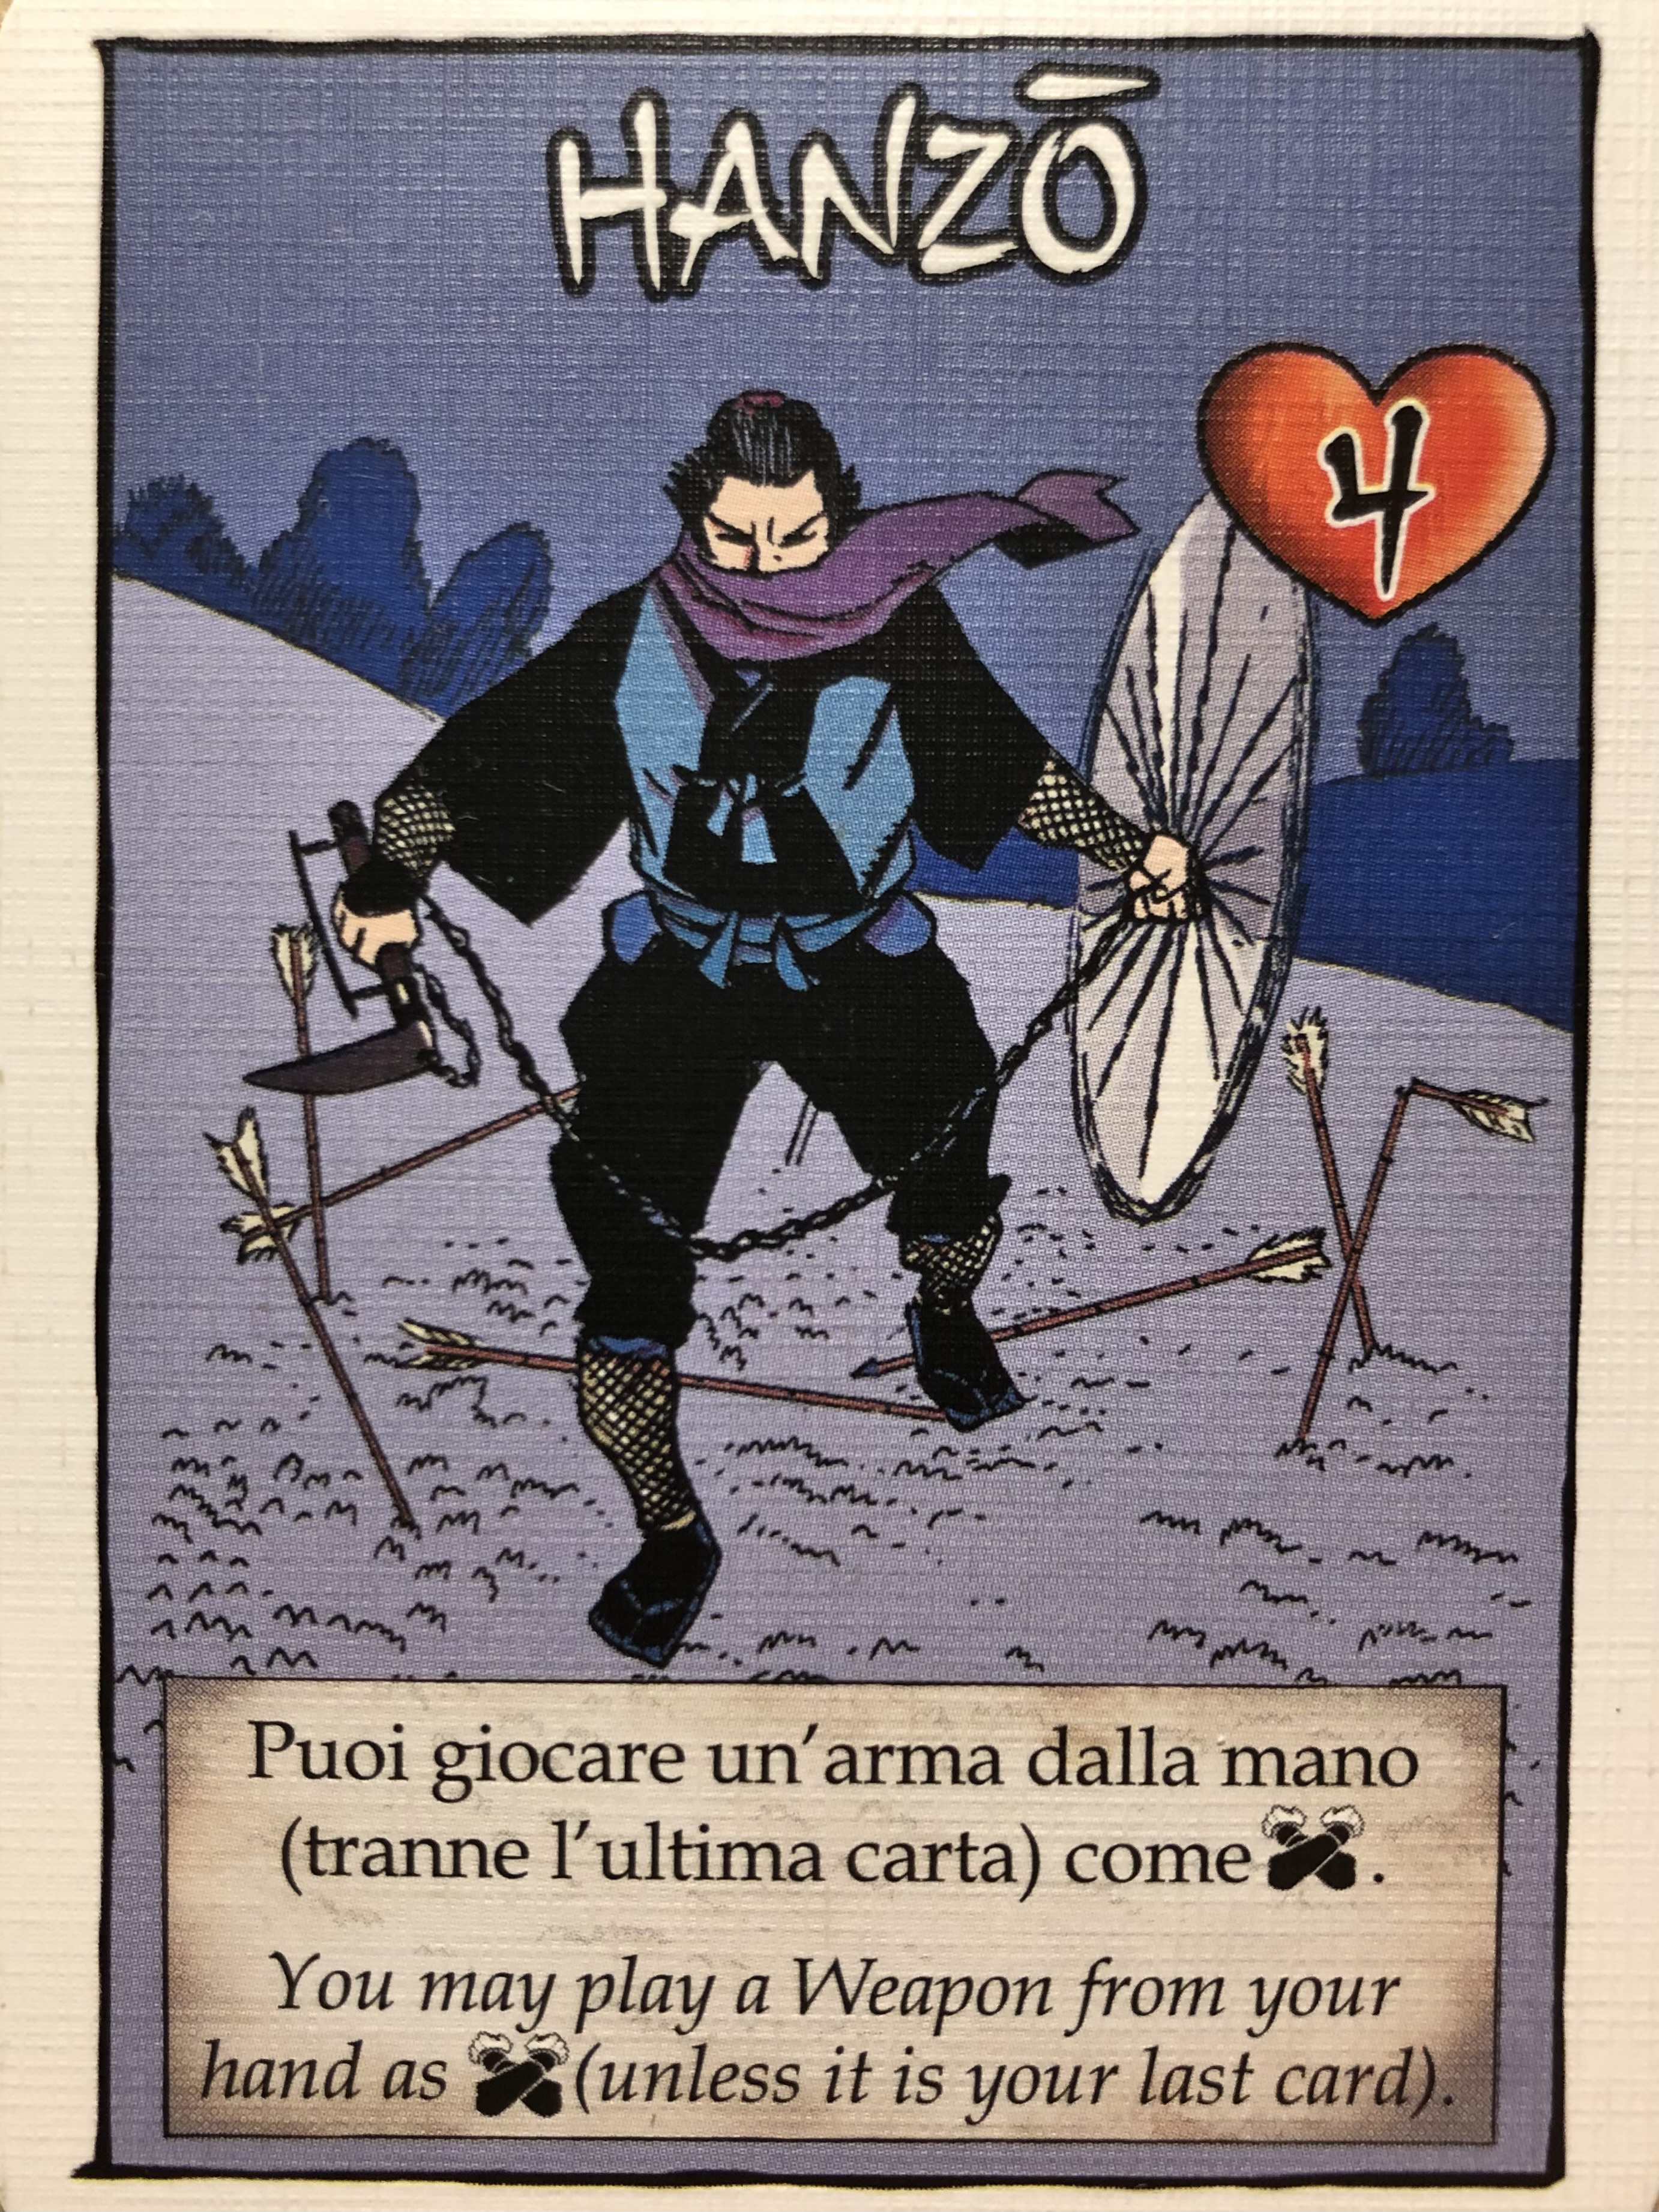 HANZŌ
4
Puoi giocare un'arma dalla mano
(tranne l'ultima carta) come .
You may play a Weapon from your
hand as (unless it is your last card).